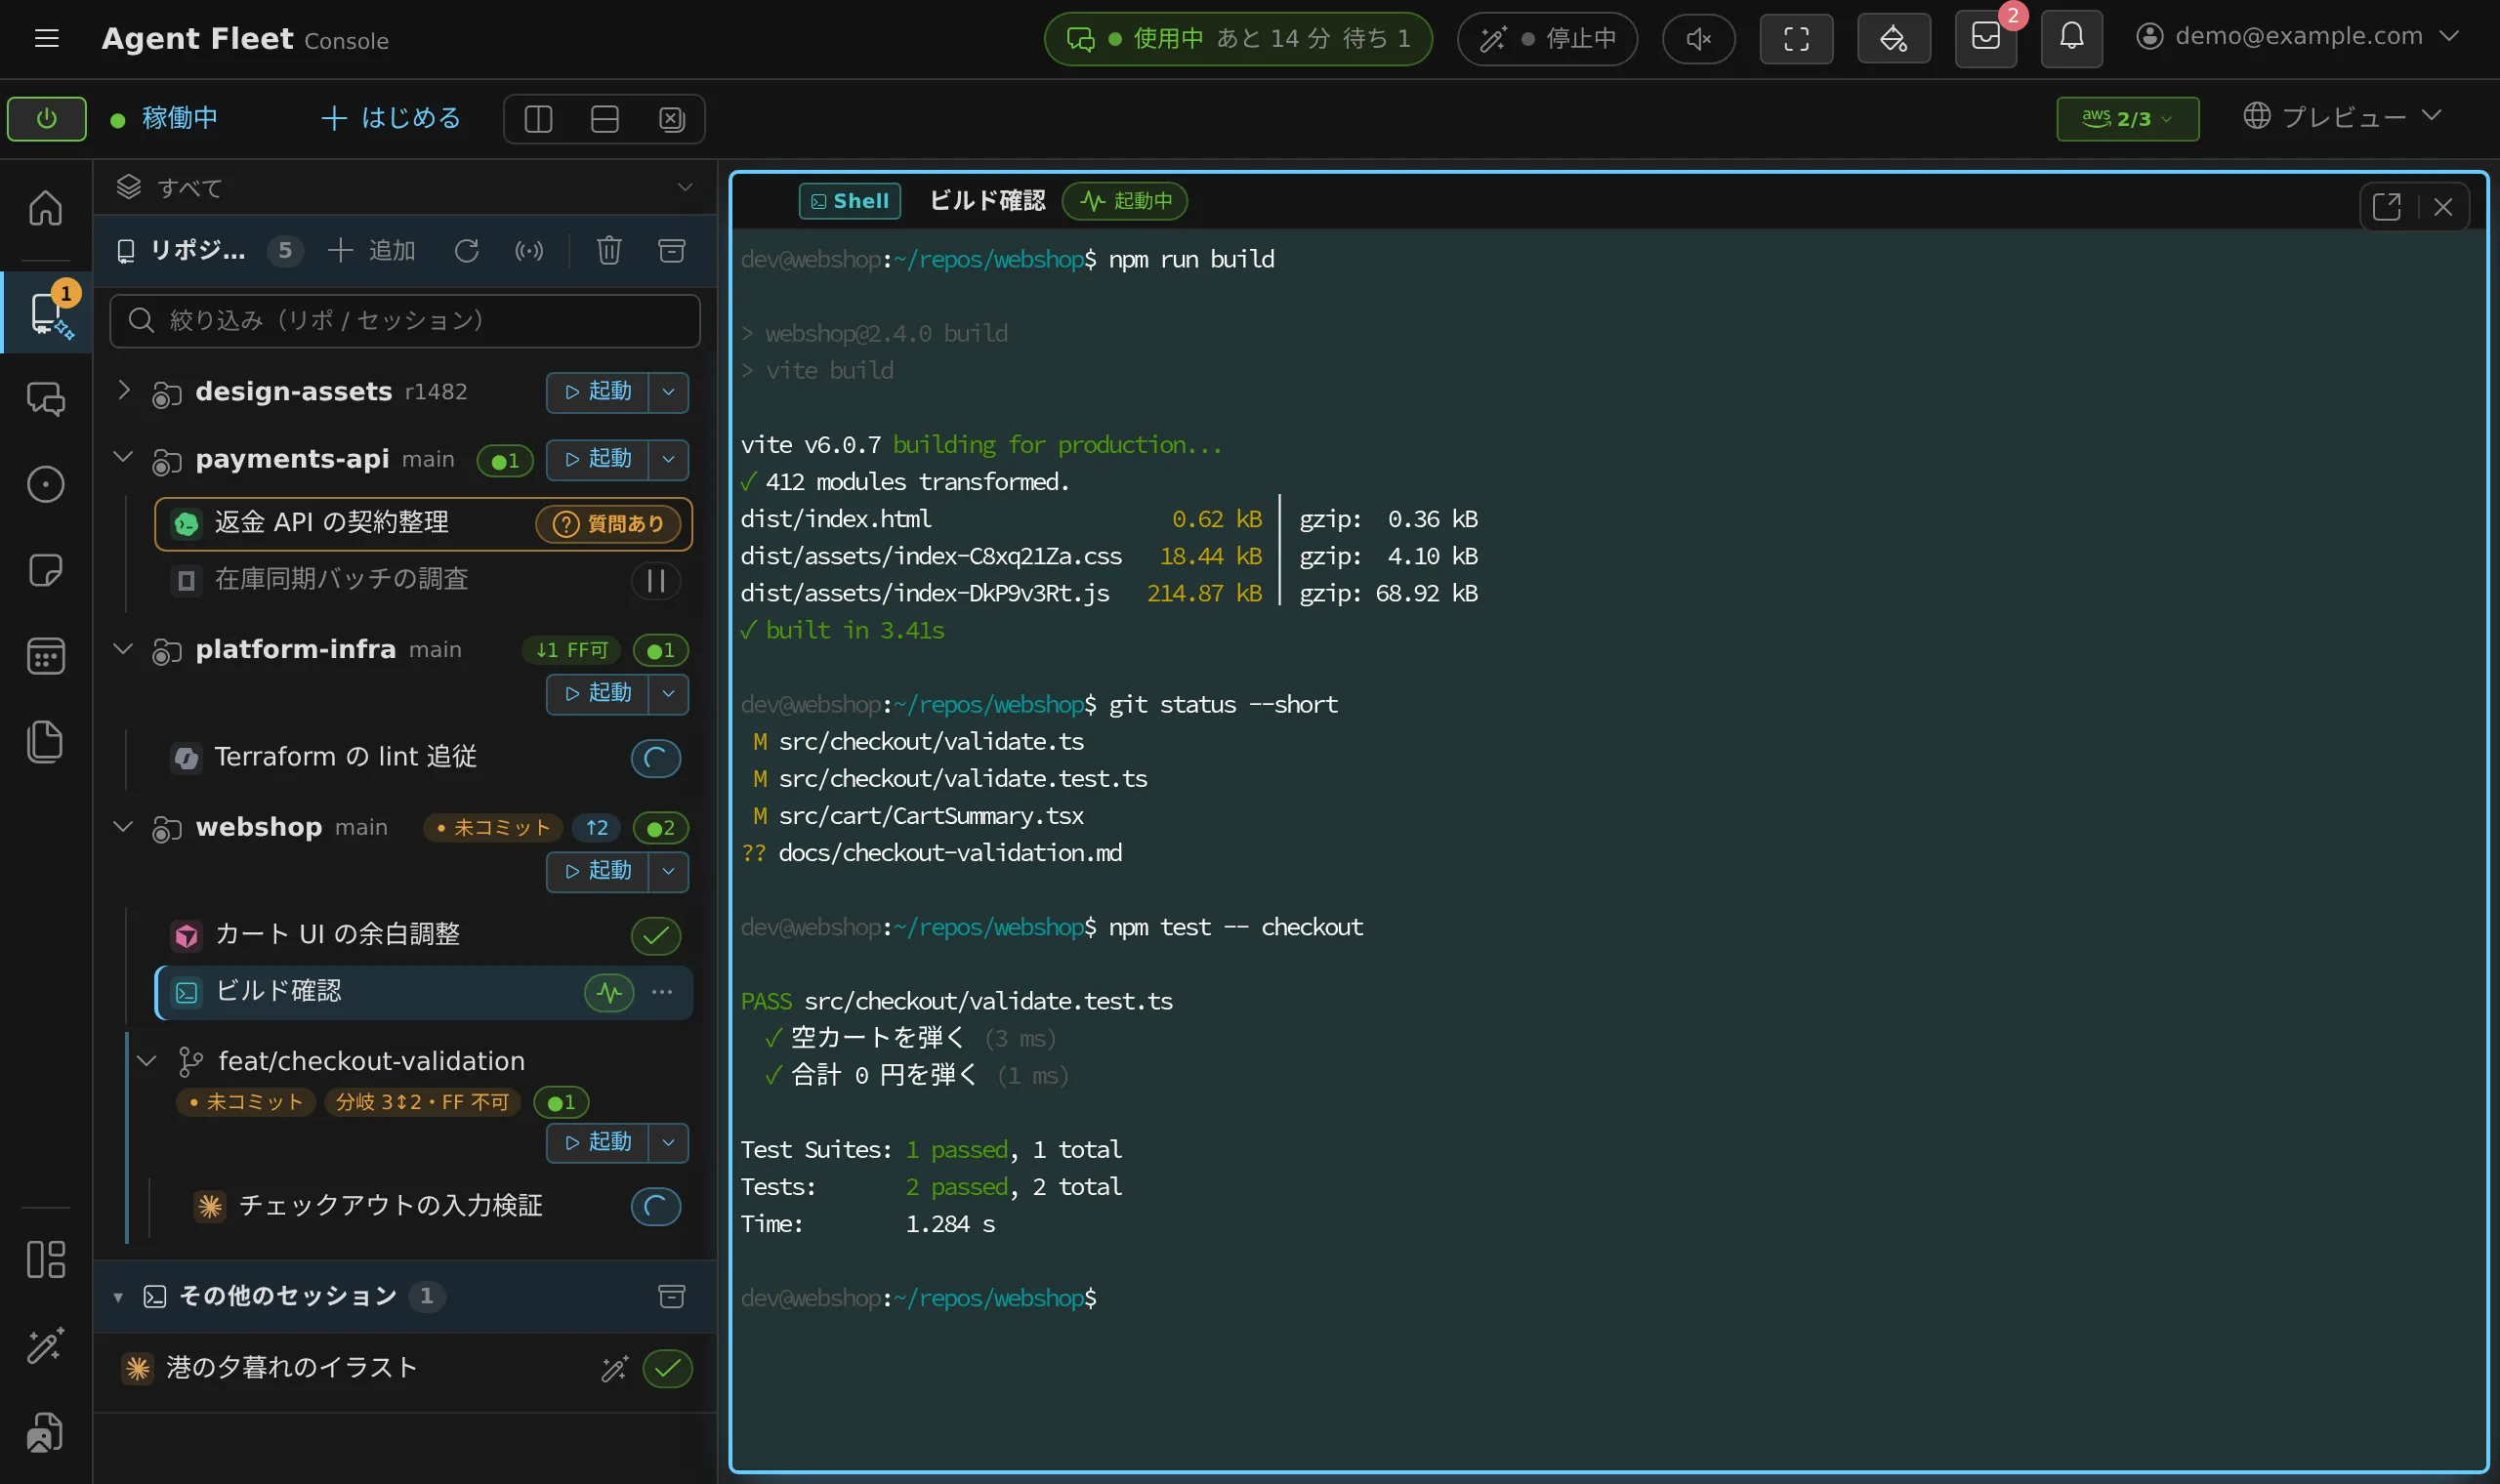 Agent Fleet Console
使用中 あと 14 分 待ち 1
停止中
2
demo@example.com
稼働中
はじめる
aws 2/3
プレビュー
すべて
リポジ... 5 追加
1
絞り込み（リポ / セッション）
design-assets r1482 起動
payments-api main 1 起動
返金 API の契約整理 質問あり
在庫同期バッチの調査
platform-infra main ↓1 FF可 1
起動
Terraform の lint 追従
webshop main • 未コミット ↑2 2
起動
カート UI の余白調整
ビルド確認 ...
feat/checkout-validation
• 未コミット 分岐 3↕2・FF 不可 1
起動
チェックアウトの入力検証
その他のセッション 1
港の夕暮れのイラスト
Shell ビルド確認 起動中
dev@webshop:~/repos/webshop$ npm run build
> webshop@2.4.0 build
> vite build
vite v6.0.7 building for production...
✓ 412 modules transformed.
dist/index.html 0.62 kB │ gzip: 0.36 kB
dist/assets/index-C8xq21Za.css 18.44 kB │ gzip: 4.10 kB
dist/assets/index-DkP9v3Rt.js 214.87 kB │ gzip: 68.92 kB
✓ built in 3.41s
dev@webshop:~/repos/webshop$ git status --short
M src/checkout/validate.ts
M src/checkout/validate.test.ts
M src/cart/CartSummary.tsx
?? docs/checkout-validation.md
dev@webshop:~/repos/webshop$ npm test -- checkout
PASS src/checkout/validate.test.ts
✓ 空カートを弾く (3 ms)
✓ 合計 0 円を弾く (1 ms)
Test Suites: 1 passed, 1 total
Tests: 2 passed, 2 total
Time: 1.284 s
dev@webshop:~/repos/webshop$